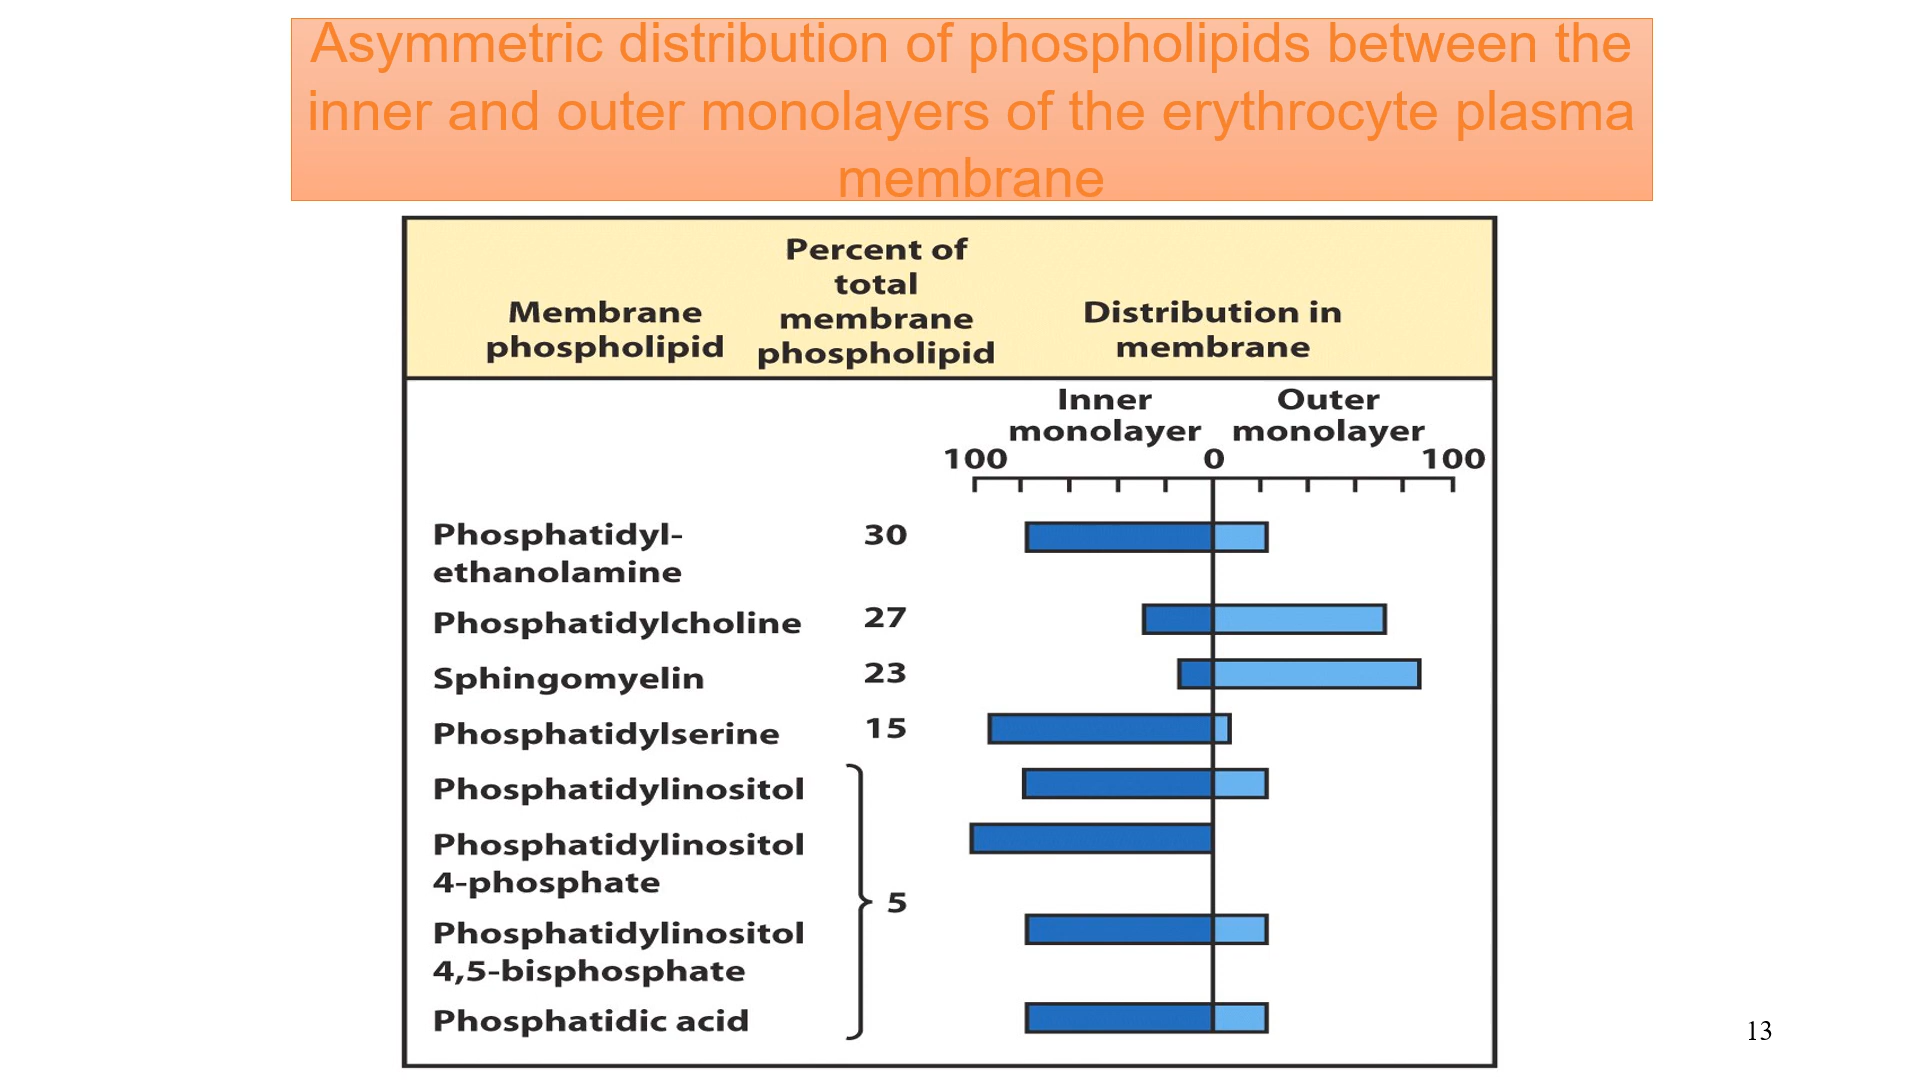 Asymmetric distribution of phospholipids between the
inner and outer monolayers of the erythrocyte plasma
membrane
Membrane
phospholipid
Percent of
total
membrane
phospholipid
Distribution in
membrane
Inner
monolayer
Outer
monolayer
100 0 100
Phosphatidyl-
ethanolamine
30
Phosphatidylcholine 27
Sphingomyelin 23
Phosphatidylserine 15
Phosphatidylinositol
Phosphatidylinositol
4-phosphate
5
Phosphatidylinositol
4,5-bisphosphate
Phosphatidic acid
13